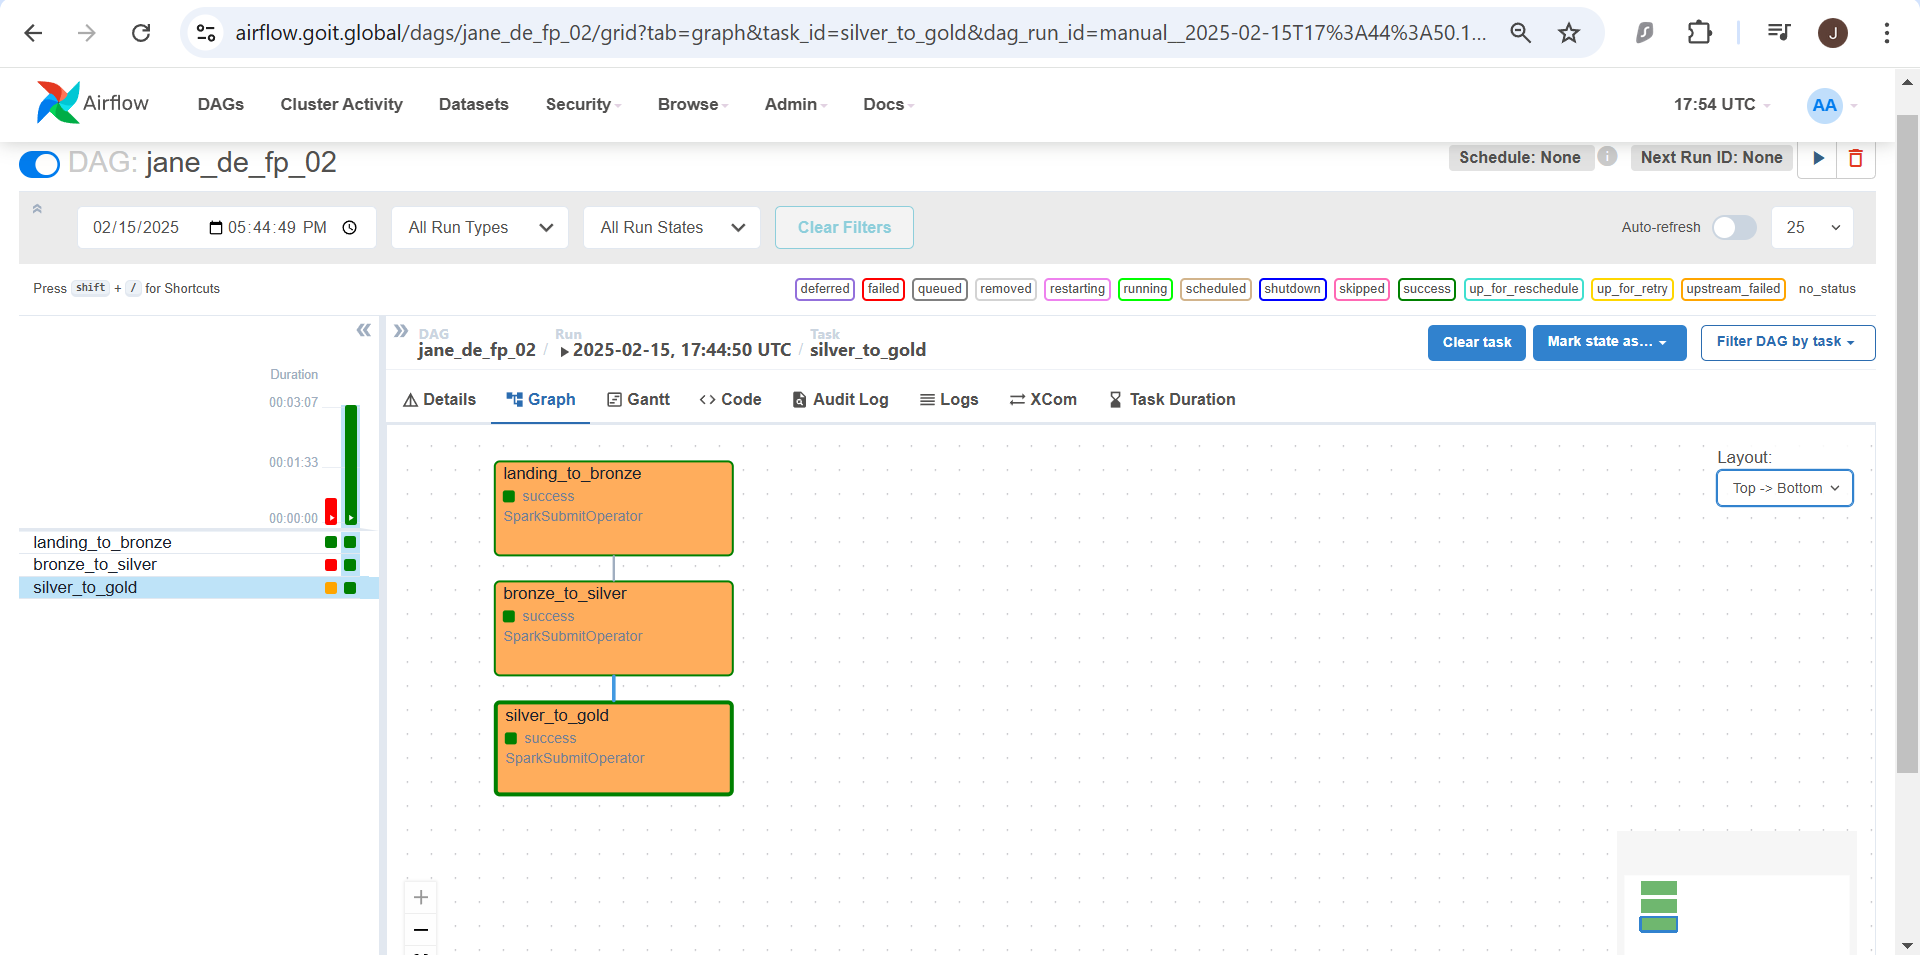 airflow.goit.global/dags/jane_de_fp_02/grid?tab=graph&task_id=silver_to_gold&dag_run_id=manual__2025-02-15T17%3A44%3A50.1...
J
Airflow
DAGs
Cluster Activity
Datasets
Security
Browse
Admin
Docs
17:54 UTC
AA
DAG: jane_de_fp_02
Schedule: None
i
Next Run ID: None
02/15/2025 05:44:49 PM
All Run Types
All Run States
Clear Filters
Auto-refresh
25
Press shift + / for Shortcuts
deferred
failed
queued
removed
restarting
running
scheduled
shutdown
skipped
success
up_for_reschedule
up_for_retry
upstream_failed
no_status
Duration
00:03:07
00:01:33
00:00:00
landing_to_bronze
bronze_to_silver
silver_to_gold
DAG
jane_de_fp_02
/
Run
2025-02-15, 17:44:50 UTC
/
Task
silver_to_gold
Clear task
Mark state as...
Filter DAG by task
Details
Graph
Gantt
Code
Audit Log
Logs
XCom
Task Duration
landing_to_bronze
success
SparkSubmitOperator
bronze_to_silver
success
SparkSubmitOperator
silver_to_gold
success
SparkSubmitOperator
Layout:
Top -> Bottom